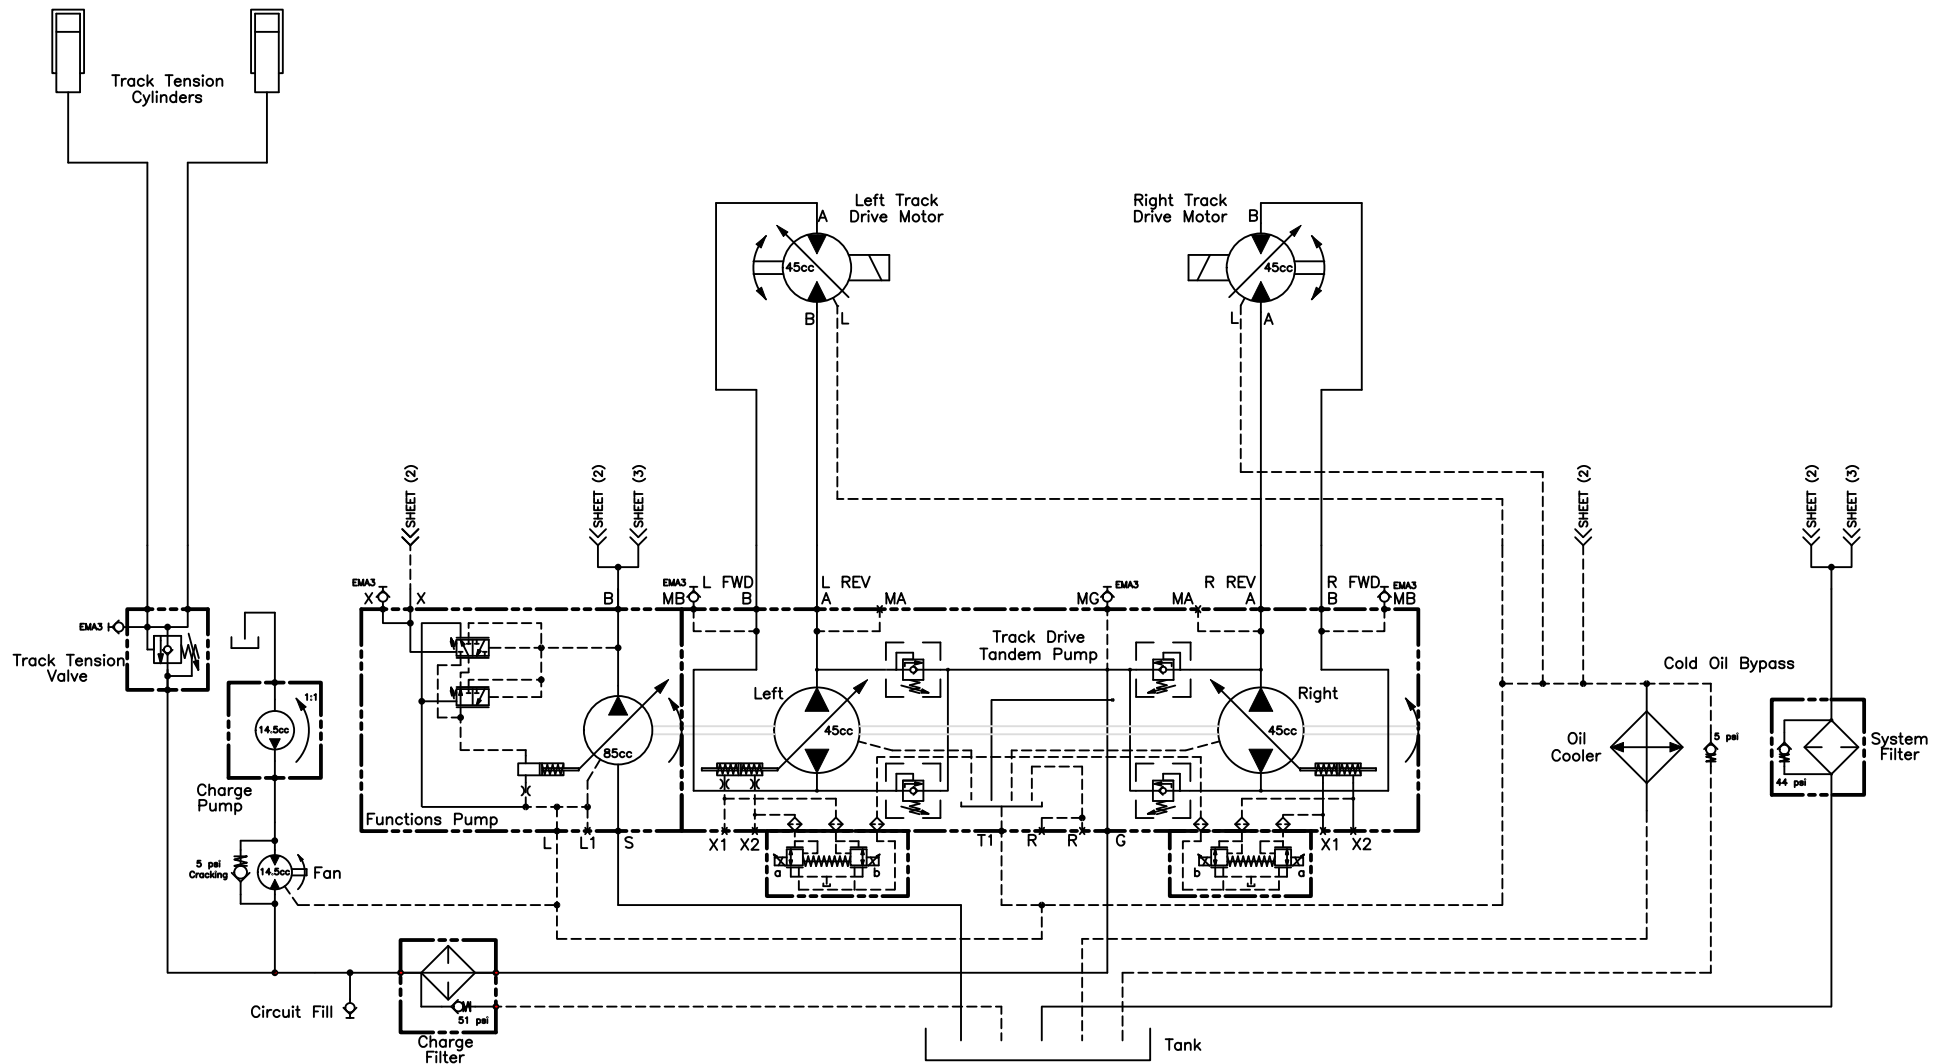 Track Tension
Cylinders
Left Track
Drive Motor
Right Track
Drive Motor
A
B
45cc
45cc
B
L
L
A
SHEET (2)
SHEET (2)
SHEET (3)
SHEET (2)
SHEET (2)
SHEET (3)
EMA3
X
X
B
EMA3
MB
L FWD
B
L REV
A
MA
MG
EMA3
MA
R REV
A
R FWD
B
EMA3
MB
EMA3
Track Tension
Valve
Track Drive
Tandem Pump
Cold Oil Bypass
1:1
14.5cc
Left
45cc
Right
45cc
85cc
Oil
Cooler
5 psi
System
Filter
44 psi
Charge
Pump
Functions Pump
L
L1
S
X1
X2
T1
R
R
G
X1
X2
a
b
b
a
5 psi
Cracking
14.5cc
Fan
Circuit Fill
51 psi
Charge
Filter
Tank